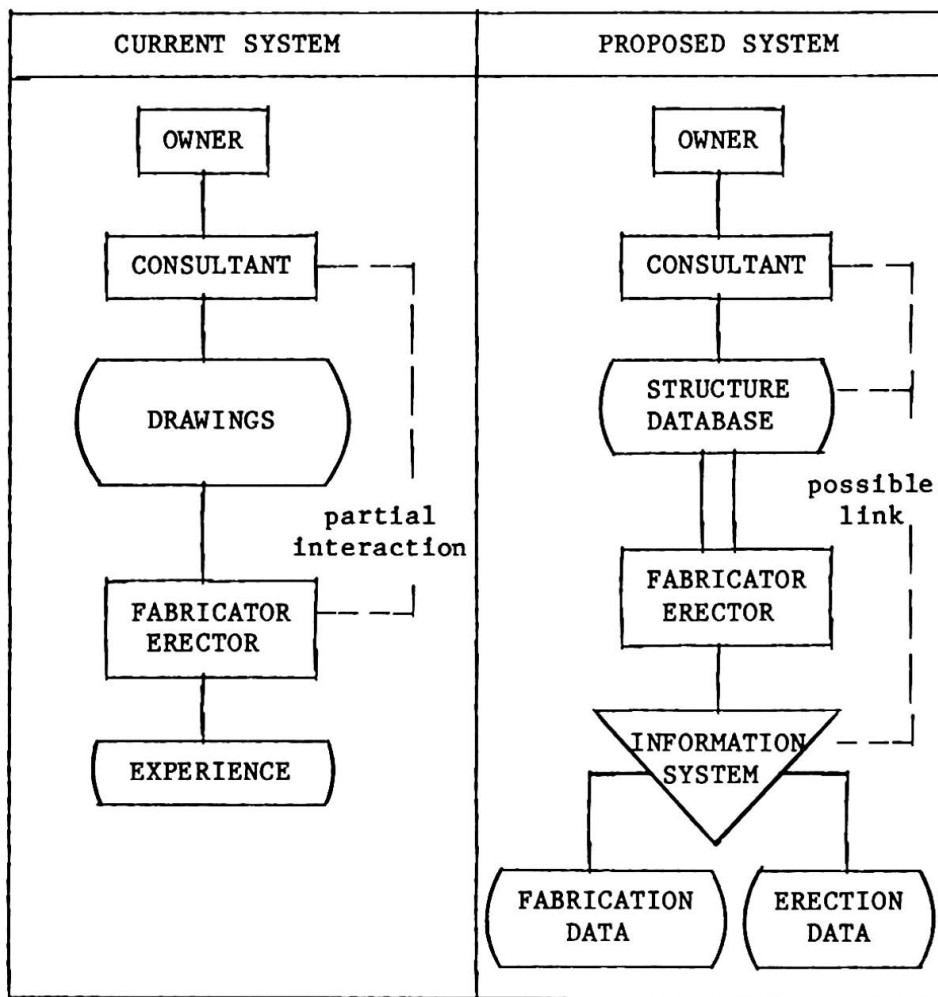 CURRENT SYSTEM
OWNER
CONSULTANT
DRAWINGS
partial
interaction
FABRICATOR
ERECTOR
EXPERIENCE
PROPOSED SYSTEM
OWNER
CONSULTANT
STRUCTURE
DATABASE
possible
link
FABRICATOR
ERECTOR
INFORMATION
SYSTEM
FABRICATION
DATA
ERECTION
DATA